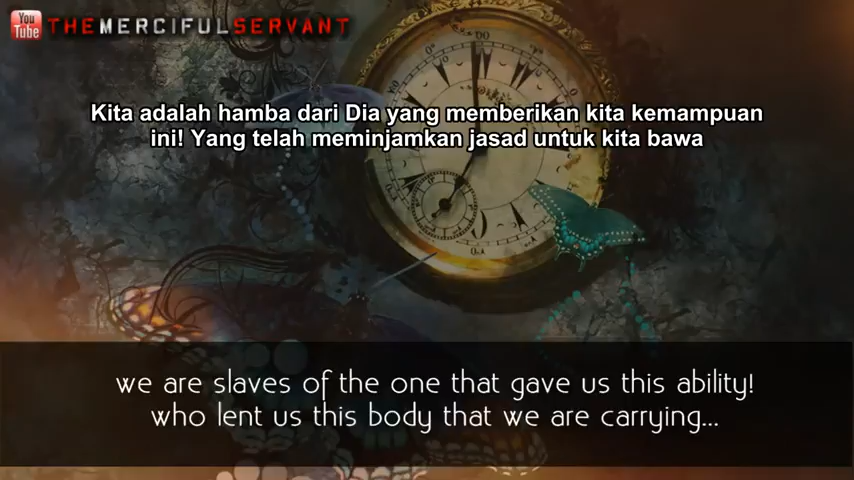 You
Tube
THEMERCIFULSERVANT
Kita adalah hamba dari Dia yang memberikan kita kemampuan
ini! Yang telah meminjamkan jasad untuk kita bawa
we are slaves of the one that gave us this ability!
who lent us this body that we are carrying...